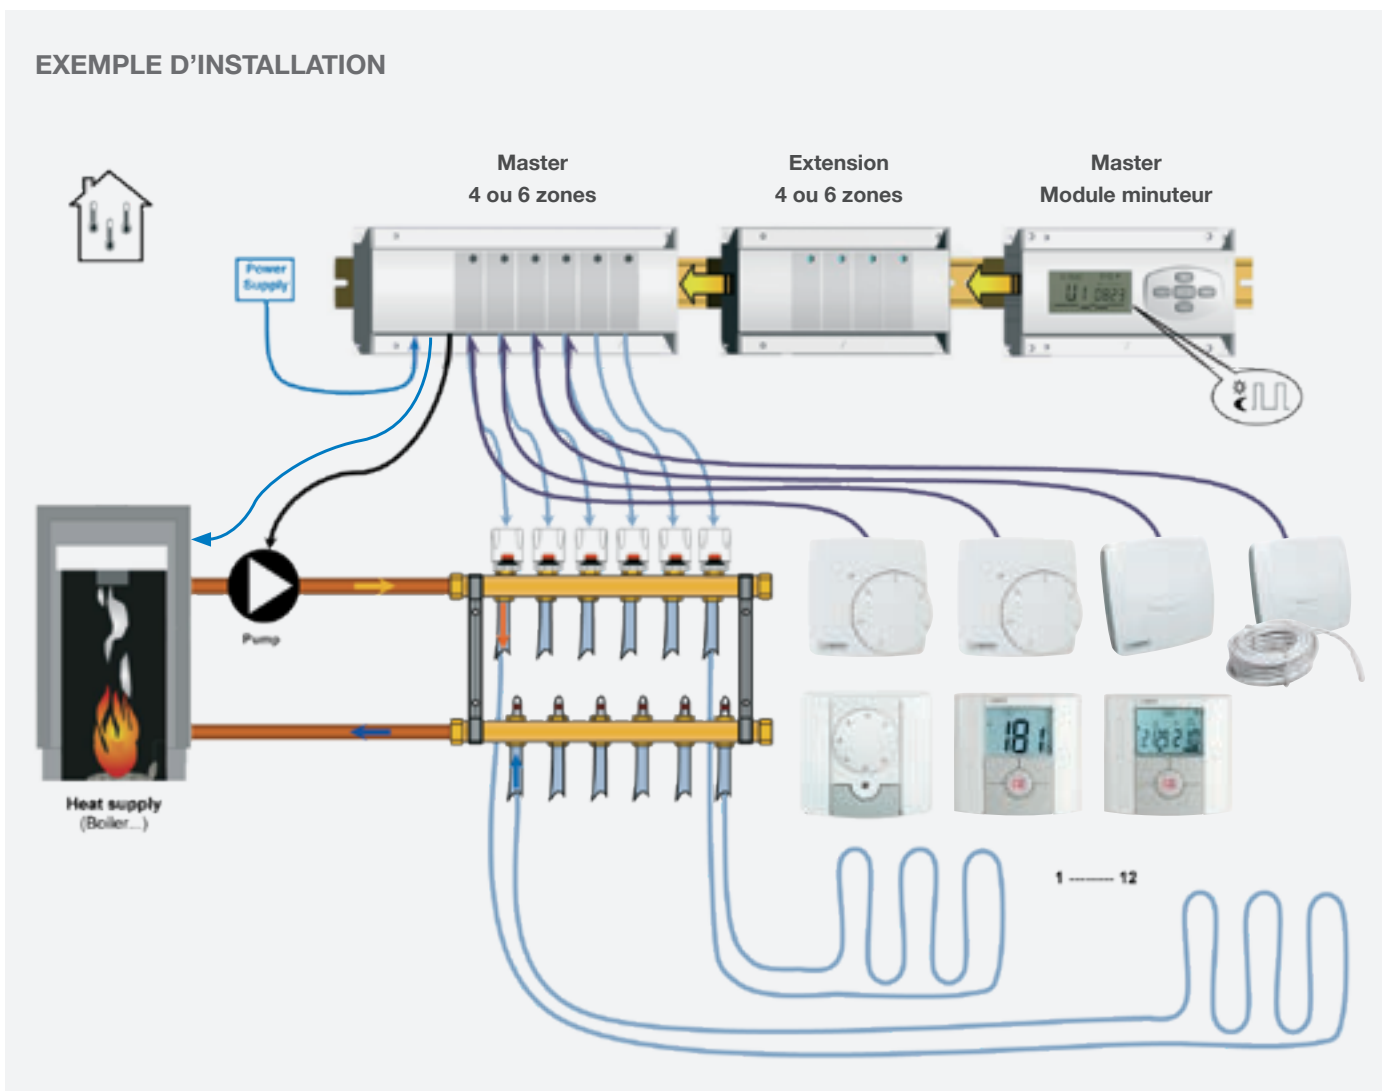 EXEMPLE D'INSTALLATION
Master
4 ou 6 zones
Extension
4 ou 6 zones
Master
Module minuteur
Power
Supply
Pump
Heat supply
(Boiler...)
1 -------- 12